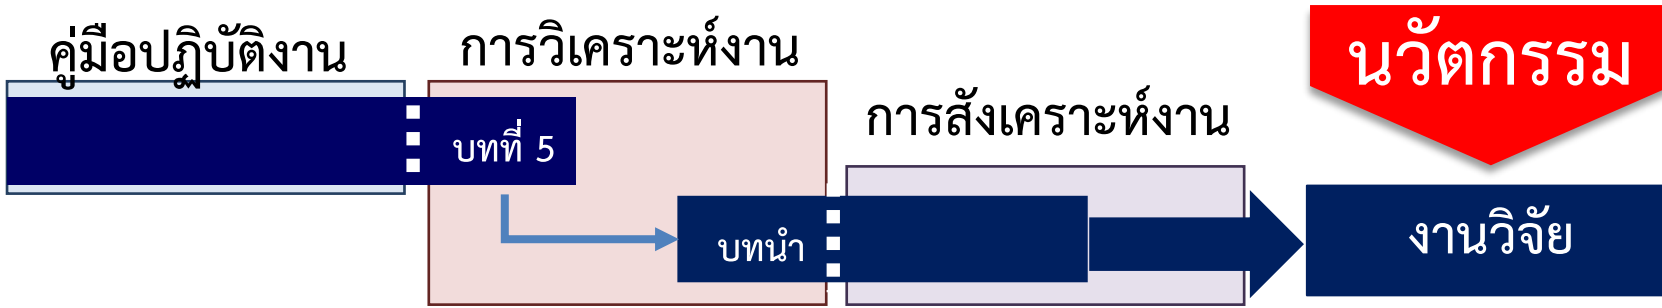 คู่มือปฏิบัติงาน
การวิเคราะห์งาน
การสังเคราะห์งาน
นวัตกรรม
บทที่ 5
บทนำ
งานวิจัย